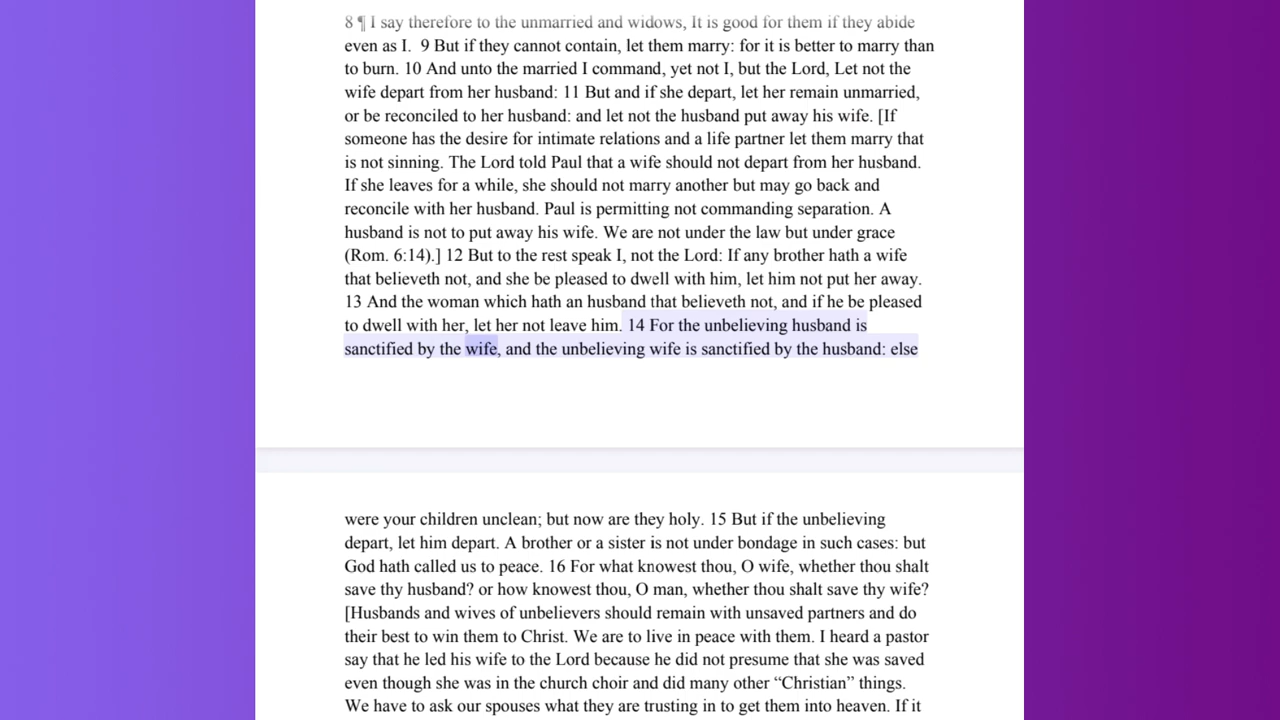 8 ¶ I say therefore to the unmarried and widows, It is good for them if they abide
even as I.  9 But if they cannot contain, let them marry: for it is better to marry than
to burn. 10 And unto the married I command, yet not I, but the Lord, Let not the
wife depart from her husband: 11 But and if she depart, let her remain unmarried,
or be reconciled to her husband: and let not the husband put away his wife. [If
someone has the desire for intimate relations and a life partner let them marry that
is not sinning. The Lord told Paul that a wife should not depart from her husband.
If she leaves for a while, she should not marry another but may go back and
reconcile with her husband. Paul is permitting not commanding separation. A
husband is not to put away his wife. We are not under the law but under grace
(Rom. 6:14).] 12 But to the rest speak I, not the Lord: If any brother hath a wife
that believeth not, and she be pleased to dwell with him, let him not put her away.
13 And the woman which hath an husband that believeth not, and if he be pleased
to dwell with her, let her not leave him. 14 For the unbelieving husband is
sanctified by the wife, and the unbelieving wife is sanctified by the husband: else
were your children unclean; but now are they holy. 15 But if the unbelieving
depart, let him depart. A brother or a sister is not under bondage in such cases: but
God hath called us to peace. 16 For what knowest thou, O wife, whether thou shalt
save thy husband? or how knowest thou, O man, whether thou shalt save thy wife?
[Husbands and wives of unbelievers should remain with unsaved partners and do
their best to win them to Christ. We are to live in peace with them. I heard a pastor
say that he led his wife to the Lord because he did not presume that she was saved
even though she was in the church choir and did many other “Christian” things.
We have to ask our spouses what they are trusting in to get them into heaven. If it